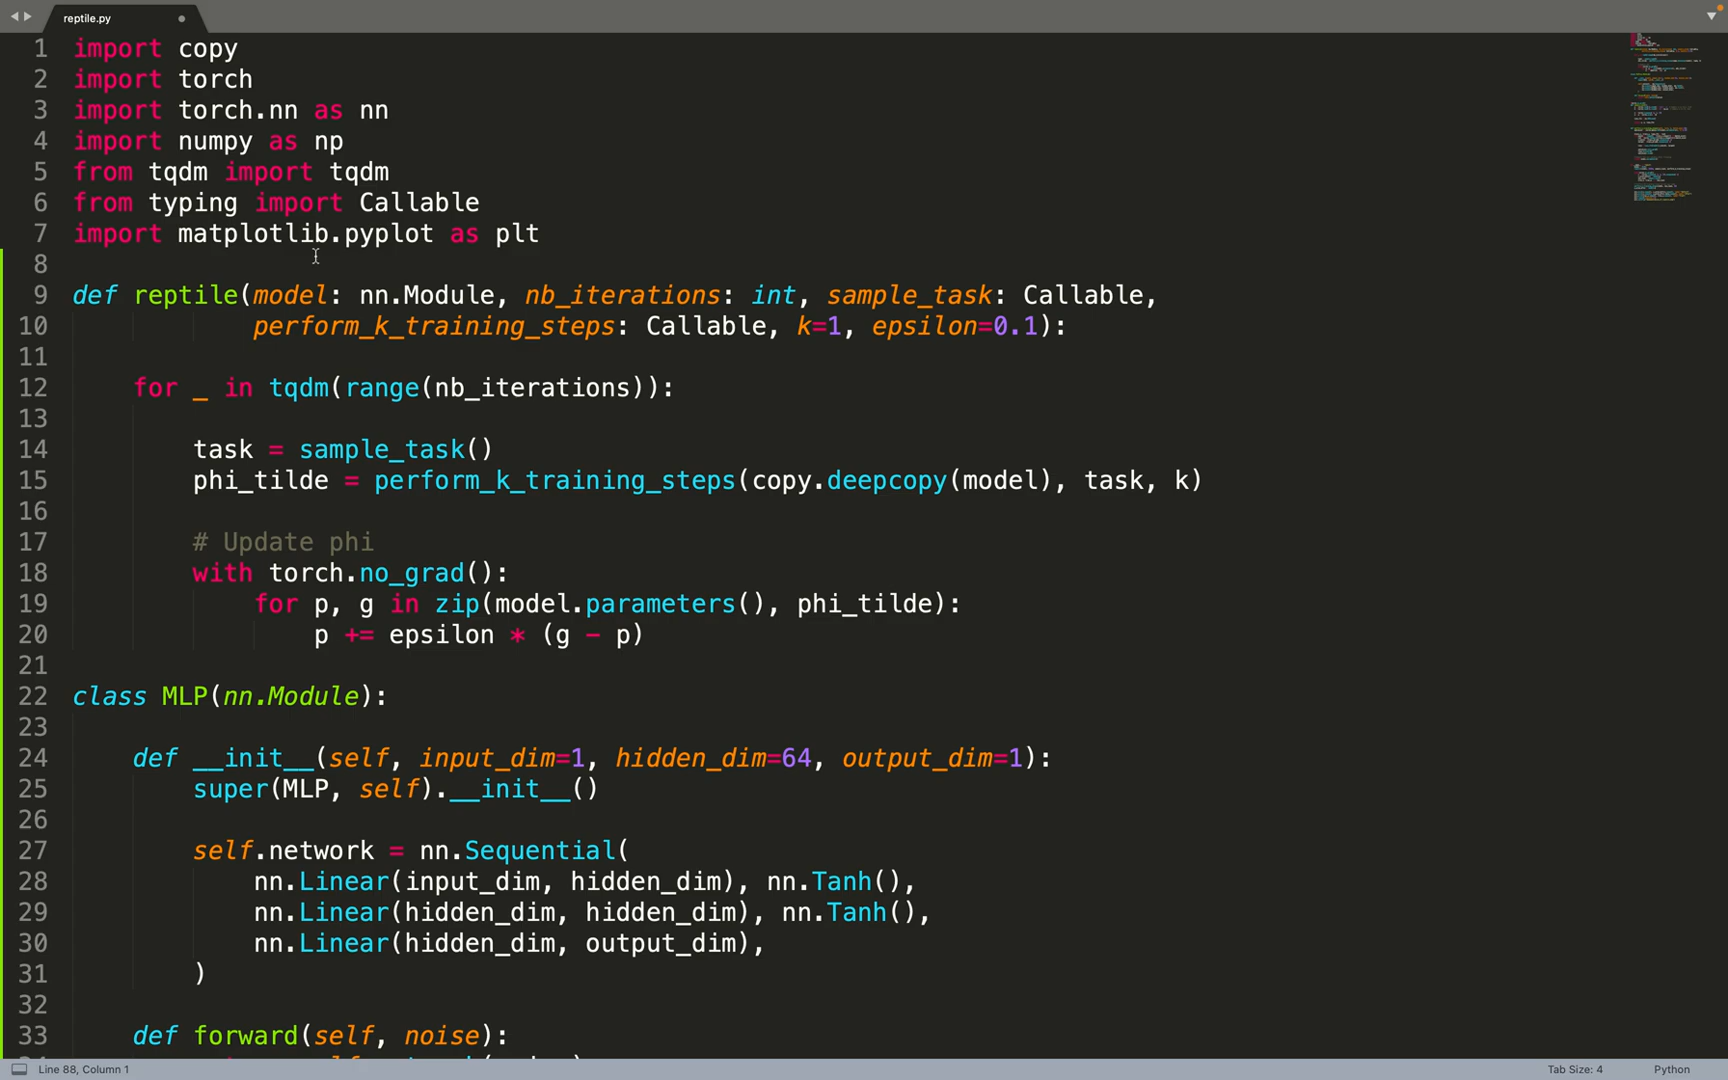 reptile.py
1 import copy
2 import torch
3 import torch.nn as nn
4 import numpy as np
5 from tqdm import tqdm
6 from typing import Callable
7 import matplotlib.pyplot as plt
8
9 def reptile(model: nn.Module, nb_iterations: int, sample_task: Callable,
10             perform_k_training_steps: Callable, k=1, epsilon=0.1):
11
12     for _ in tqdm(range(nb_iterations)):
13
14         task = sample_task()
15         phi_tilde = perform_k_training_steps(copy.deepcopy(model), task, k)
16
17         # Update phi
18         with torch.no_grad():
19             for p, g in zip(model.parameters(), phi_tilde):
20                 p += epsilon * (g - p)
21
22 class MLP(nn.Module):
23
24     def __init__(self, input_dim=1, hidden_dim=64, output_dim=1):
25         super(MLP, self).__init__()
26
27         self.network = nn.Sequential(
28             nn.Linear(input_dim, hidden_dim), nn.Tanh(),
29             nn.Linear(hidden_dim, hidden_dim), nn.Tanh(),
30             nn.Linear(hidden_dim, output_dim),
31         )
32
33     def forward(self, noise):
Line 88, Column 1
Tab Size: 4
Python